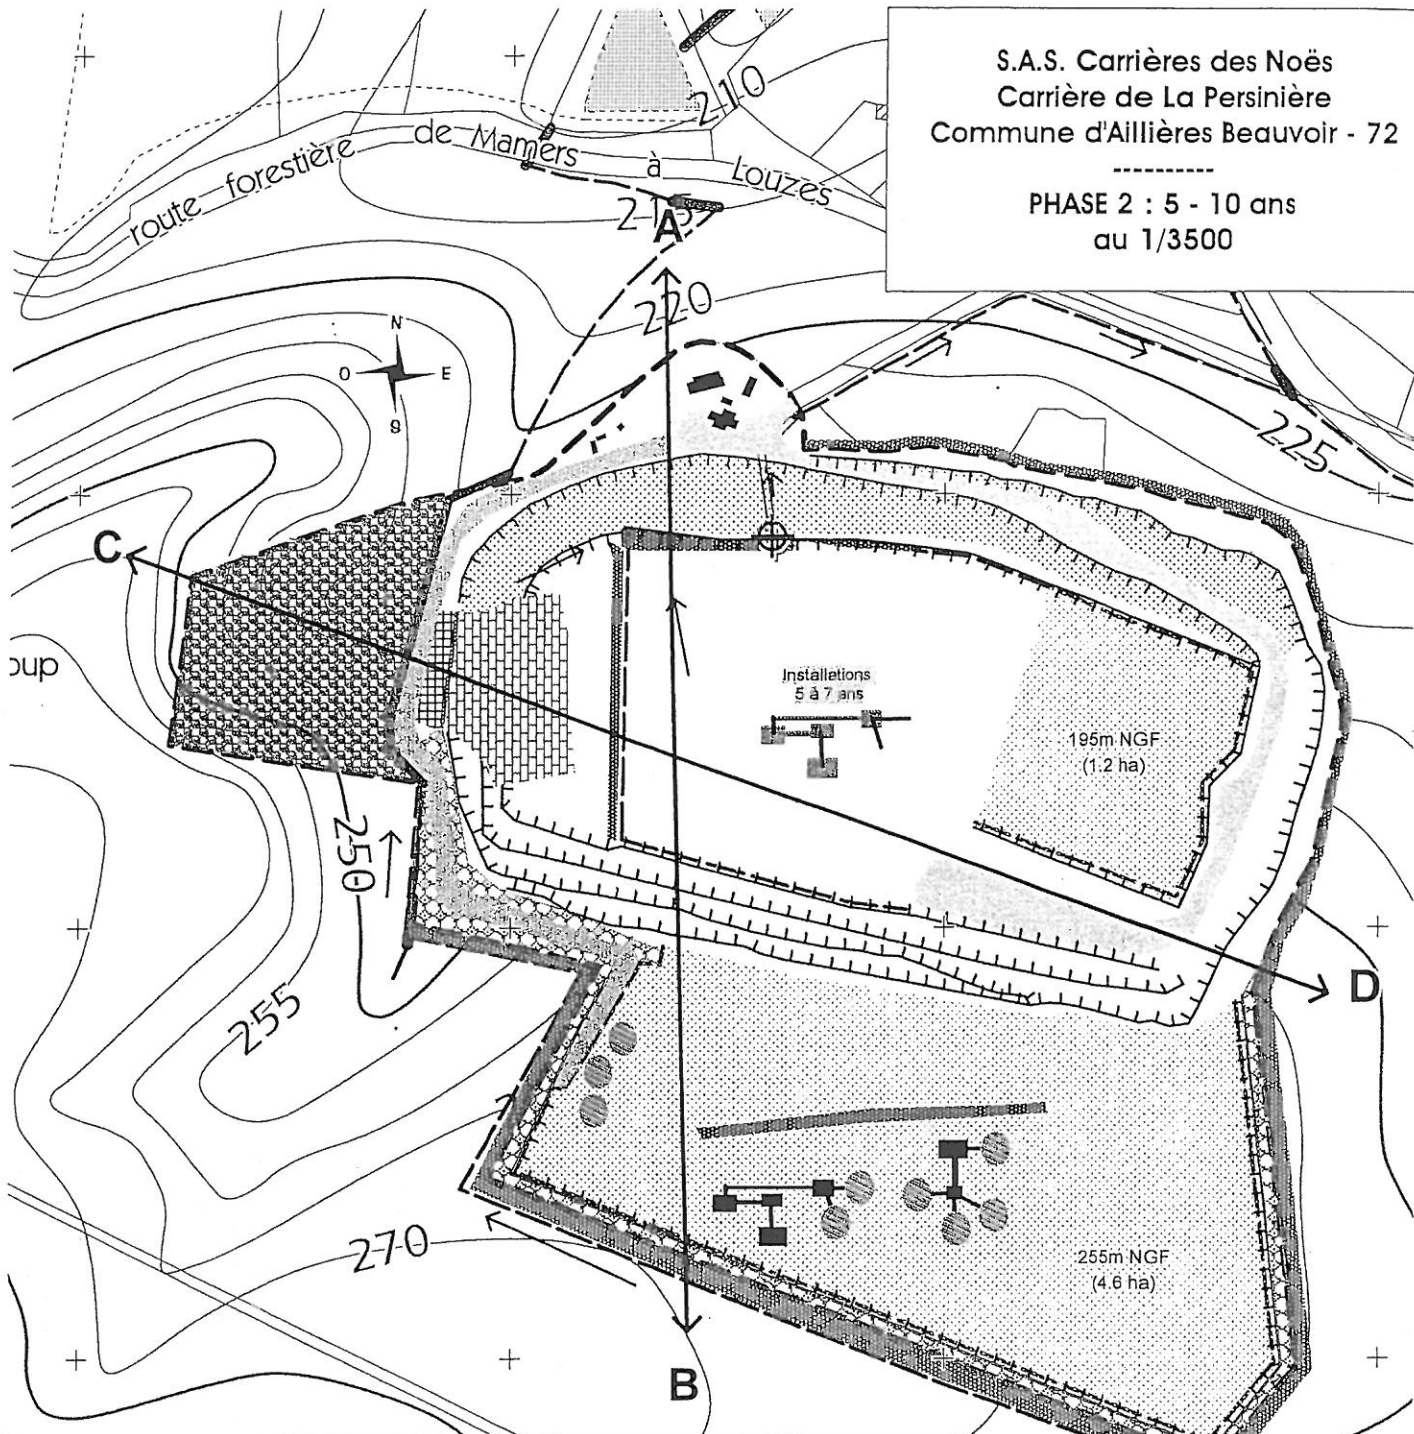 S.A.S. Carrières des Noës
Carrière de La Persinière
Commune d'Aillières Beauvoir - 72
----------
PHASE 2 : 5 - 10 ans
au 1/3500
210
route forestière de Mamers à Louzes
215
A
220
N
O E
S
225
C
oup
Installations
5 à 7 ans
195m NGF
(1.2 ha)
250
D
255
270
255m NGF
(4.6 ha)
B